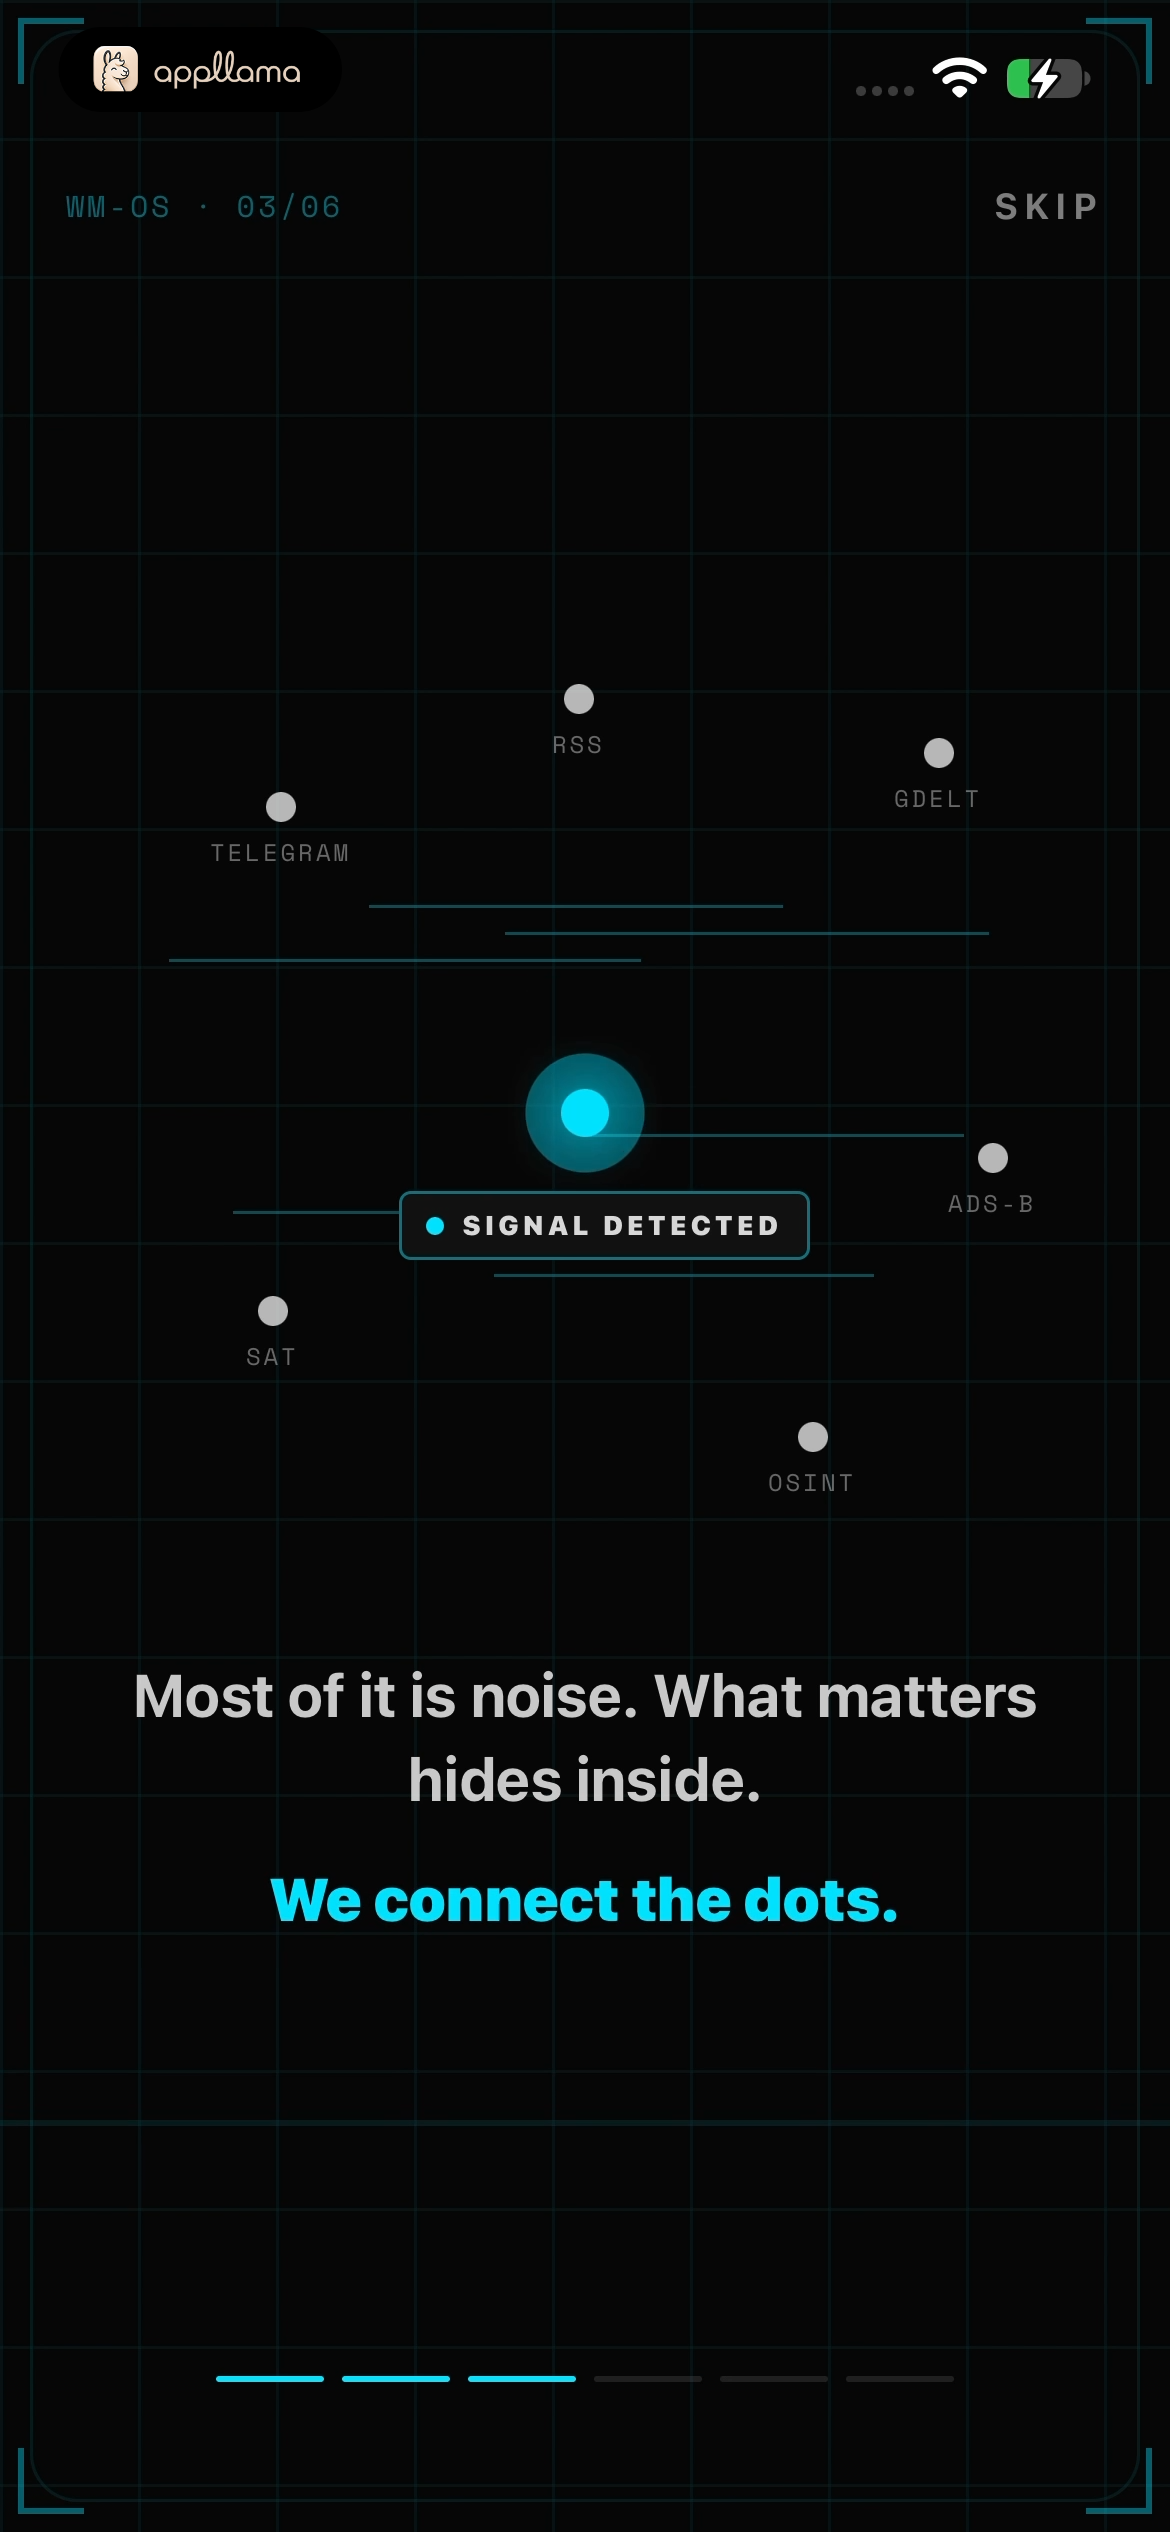 appllama
WM-OS · 03/06
SKIP
RSS
GDELT
TELEGRAM
ADS-B
SIGNAL DETECTED
SAT
OSINT
Most of it is noise. What matters
hides inside.
We connect the dots.